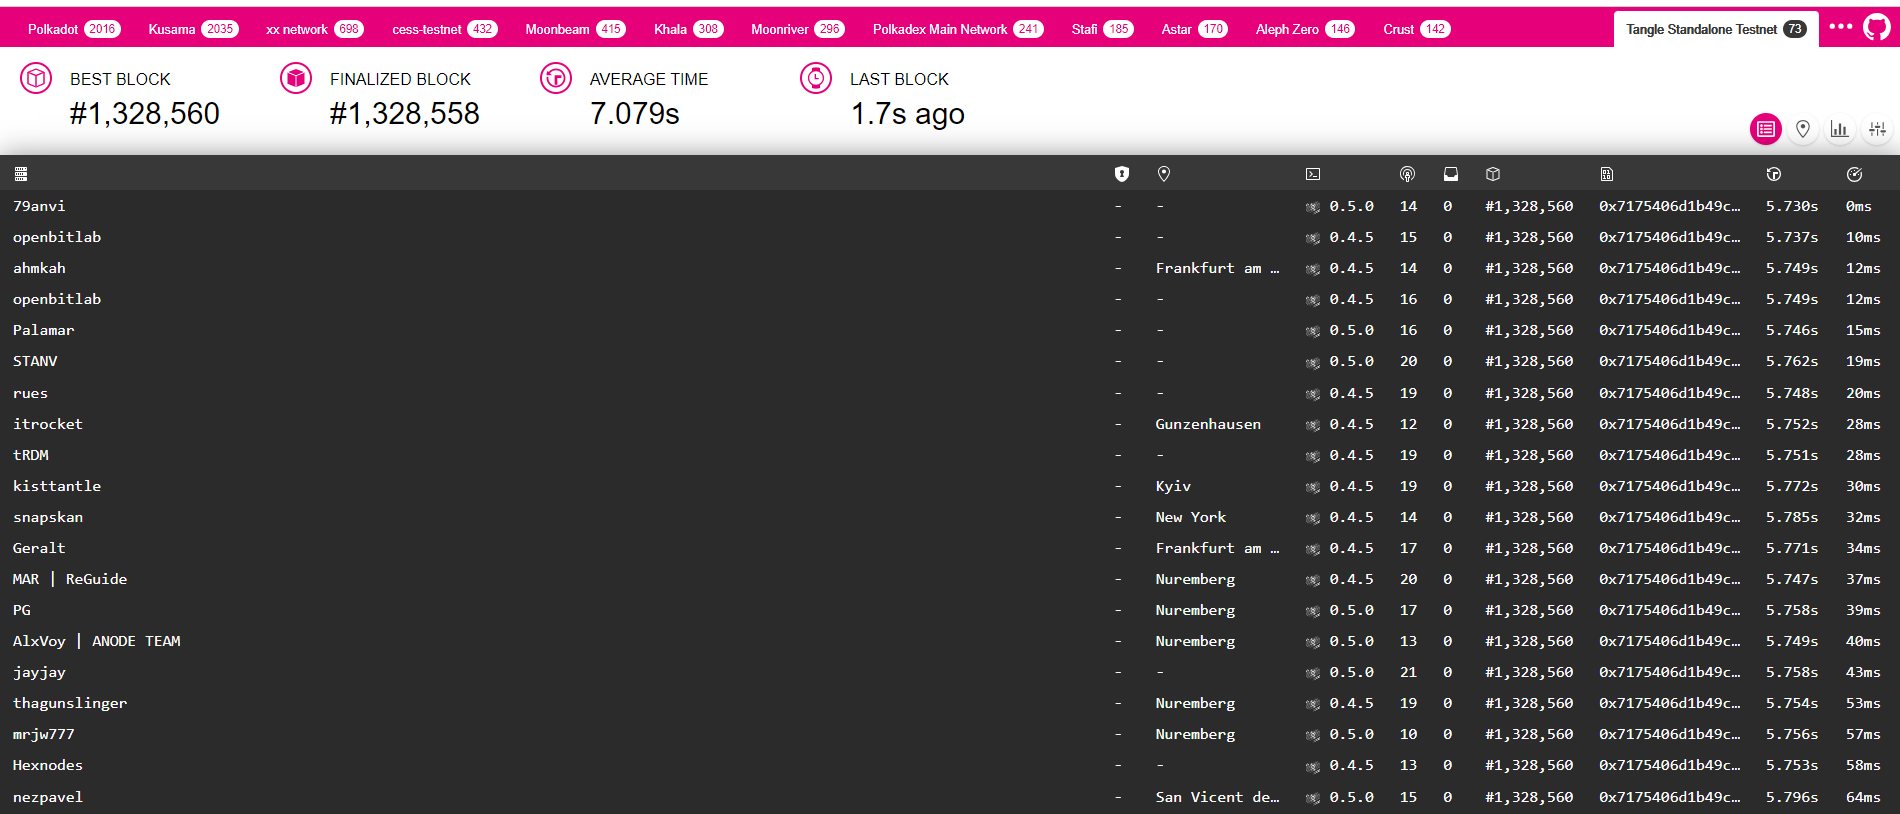 Polkadot 2016 Kusama 2035 xx network 698 cess-testnet 432 Moonbeam 415 Khala 308 Moonriver 296 Polkadex Main Network 241 Stafi 185 Astar 170 Aleph Zero 146 Crust 142 Tangle Standalone Testnet 73
BEST BLOCK FINALIZED BLOCK AVERAGE TIME LAST BLOCK
#1,328,560 #1,328,558 7.079s 1.7s ago
79anvi - - 0.5.0 14 0 #1,328,560 0x7175406d1b49c… 5.730s 0ms
openbitlab - - 0.4.5 15 0 #1,328,560 0x7175406d1b49c… 5.737s 10ms
ahmkah - Frankfurt am … 0.4.5 14 0 #1,328,560 0x7175406d1b49c… 5.749s 12ms
openbitlab - - 0.4.5 16 0 #1,328,560 0x7175406d1b49c… 5.749s 12ms
Palamar - - 0.5.0 16 0 #1,328,560 0x7175406d1b49c… 5.746s 15ms
STANV - - 0.5.0 20 0 #1,328,560 0x7175406d1b49c… 5.762s 19ms
rues - - 0.4.5 19 0 #1,328,560 0x7175406d1b49c… 5.748s 20ms
itrocket - Gunzenhausen 0.4.5 12 0 #1,328,560 0x7175406d1b49c… 5.752s 28ms
tRDM - - 0.4.5 19 0 #1,328,560 0x7175406d1b49c… 5.751s 28ms
kisttantle - Kyiv 0.4.5 19 0 #1,328,560 0x7175406d1b49c… 5.772s 30ms
snapskan - New York 0.4.5 14 0 #1,328,560 0x7175406d1b49c… 5.785s 32ms
Geralt - Frankfurt am … 0.4.5 17 0 #1,328,560 0x7175406d1b49c… 5.771s 34ms
MAR | ReGuide - Nuremberg 0.4.5 20 0 #1,328,560 0x7175406d1b49c… 5.747s 37ms
PG - Nuremberg 0.5.0 17 0 #1,328,560 0x7175406d1b49c… 5.758s 39ms
AlxVoy | ANODE TEAM - Nuremberg 0.5.0 13 0 #1,328,560 0x7175406d1b49c… 5.749s 40ms
jayjay - - 0.5.0 21 0 #1,328,560 0x7175406d1b49c… 5.758s 43ms
thagunslinger - Nuremberg 0.4.5 19 0 #1,328,560 0x7175406d1b49c… 5.754s 53ms
mrjw777 - Nuremberg 0.5.0 10 0 #1,328,560 0x7175406d1b49c… 5.756s 57ms
Hexnodes - - 0.4.5 13 0 #1,328,560 0x7175406d1b49c… 5.753s 58ms
nezpavel - San Vicent de… 0.5.0 15 0 #1,328,560 0x7175406d1b49c… 5.796s 64ms